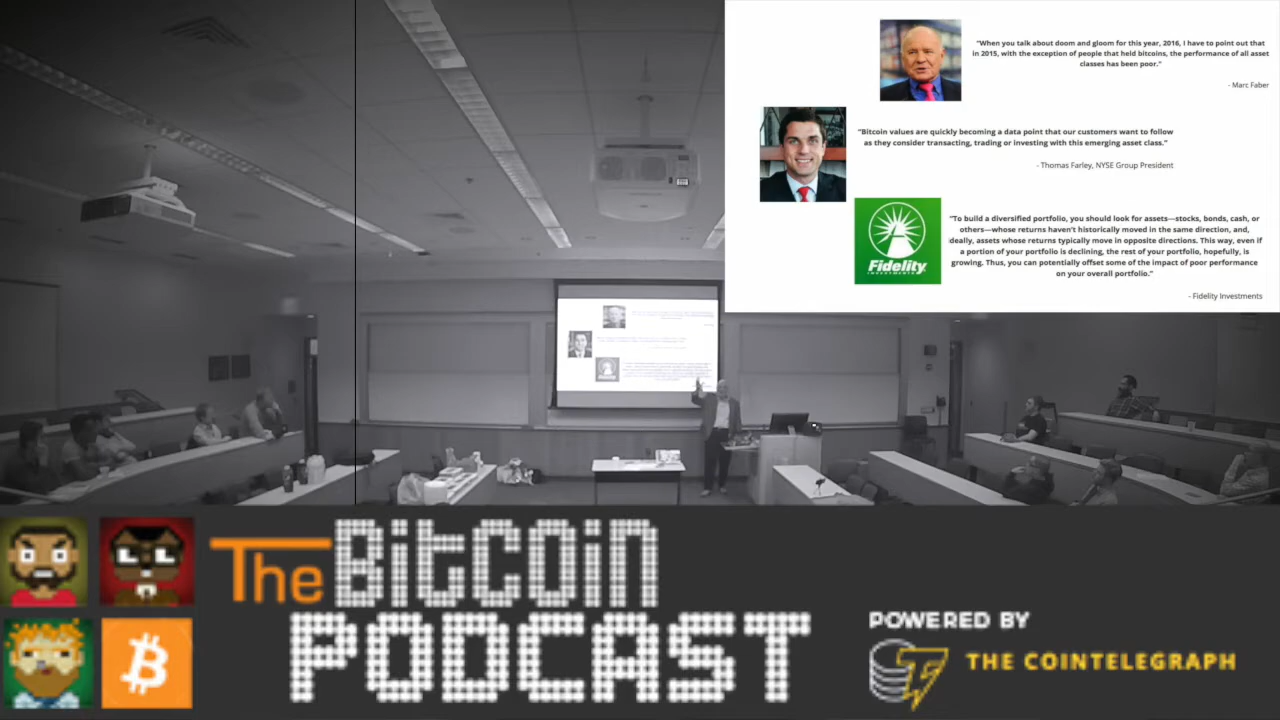 "When you talk about doom and gloom for this year, 2016, I have to point out that
in 2015, with the exception of people that held bitcoins, the performance of all asset
classes has been poor."
- Marc Faber
"Bitcoin values are quickly becoming a data point that our customers want to follow
as they consider transacting, trading or investing with this emerging asset class."
- Thomas Farley, NYSE Group President
"To build a diversified portfolio, you should look for assets—stocks, bonds, cash, or
others—whose returns haven't historically moved in the same direction, and,
ideally, assets whose returns typically move in opposite directions. This way, even if
a portion of your portfolio is declining, the rest of your portfolio, hopefully, is
growing. Thus, you can potentially offset some of the impact of poor performance
on your overall portfolio."
- Fidelity Investments
Fidelity
INVESTMENTS
The BitCOin
PODCAST
POWERED BY
THE COINTELEGRAPH